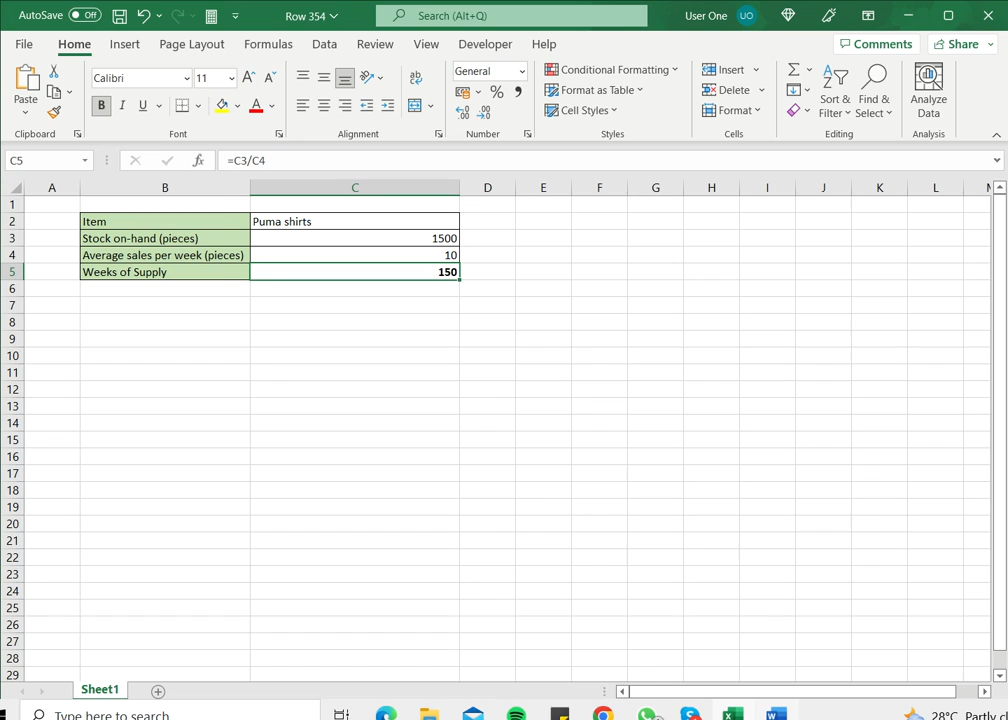 AutoSave Off Row 354 Search (Alt+Q) User One UO
File Home Insert Page Layout Formulas Data Review View Developer Help Comments Share
Paste Calibri 11 A A ab General Conditional Formatting Insert Sort & Find & Analyze
B I U A % Format as Table Delete Filter Select Data
Cell Styles Format
Clipboard Font Alignment Number Styles Cells Editing Analysis
C5 fx =C3/C4
A B C D E F G H I J K L M
1
2 Item Puma shirts
3 Stock on-hand (pieces) 1500
4 Average sales per week (pieces) 10
5 Weeks of Supply 150
6
7
8
9
10
11
12
13
14
15
16
17
18
19
20
21
22
23
24
25
26
27
28
29
Sheet1
Type here to search 28°C Partly